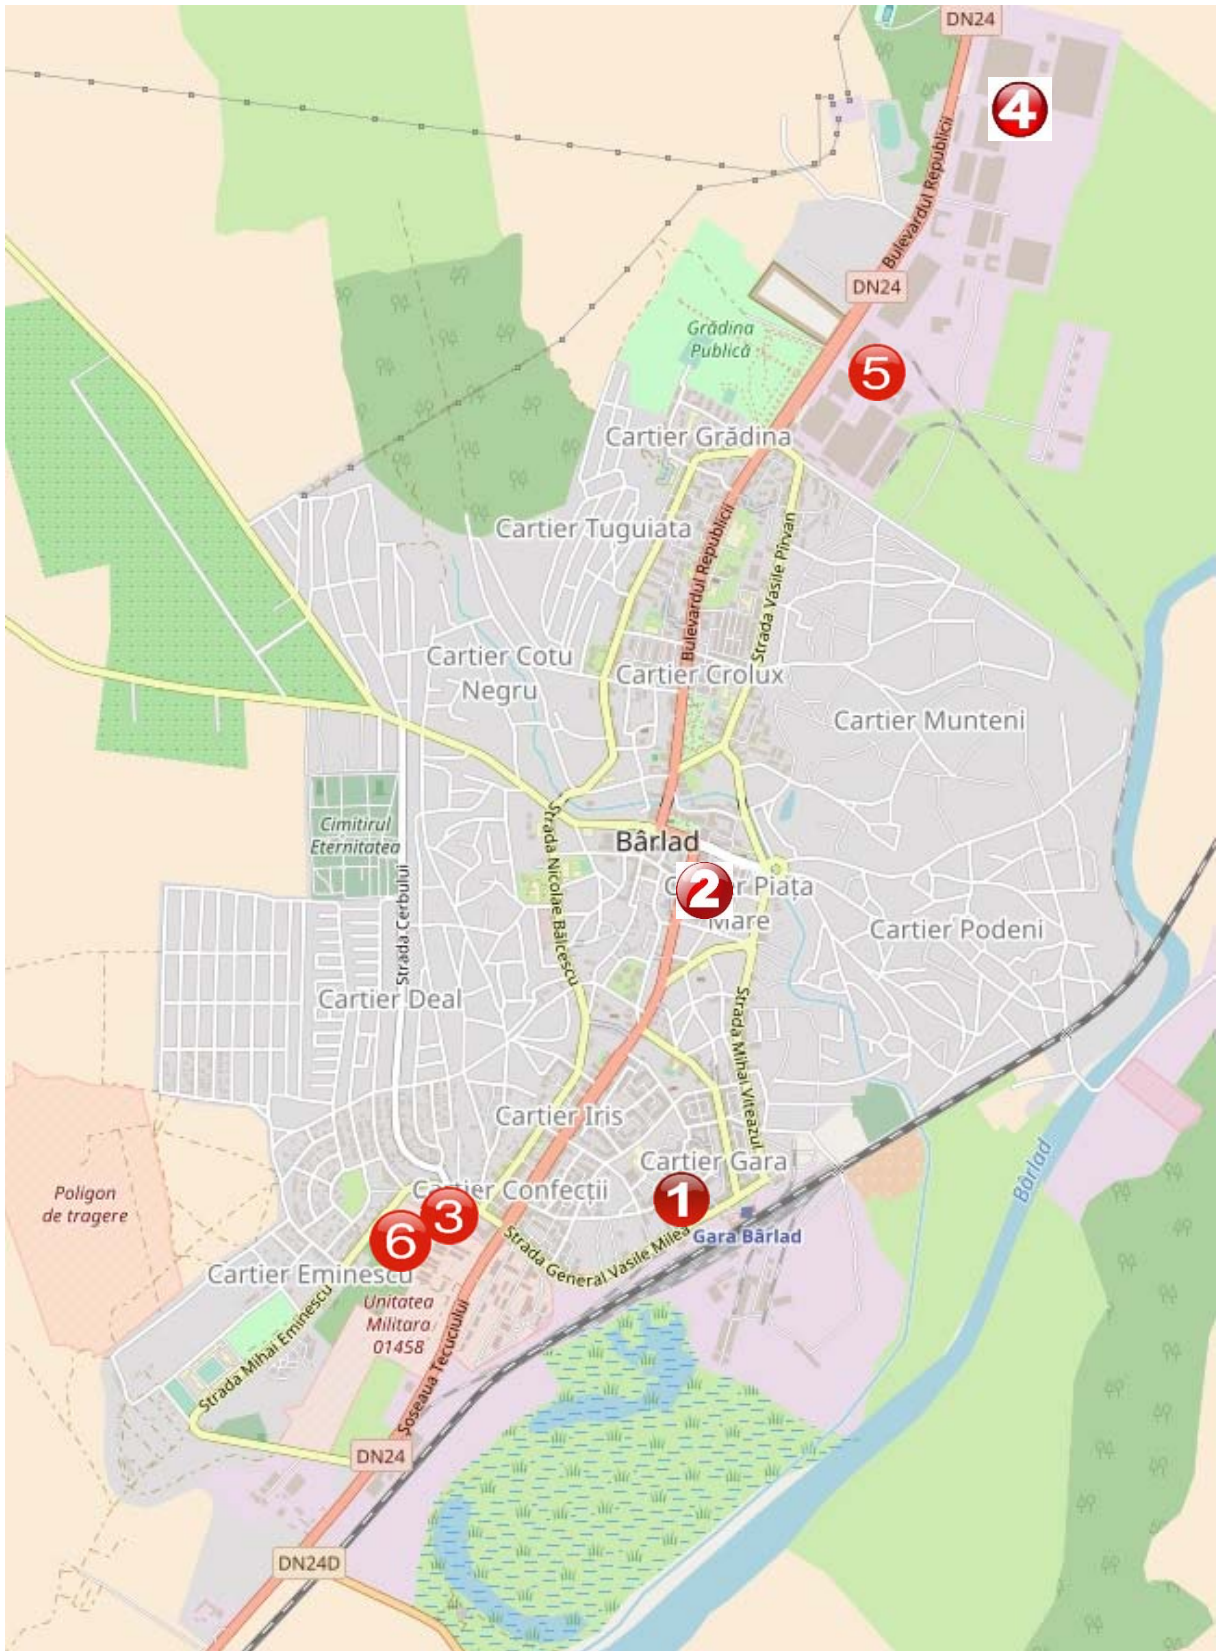 DN24
4
Bulevardul Republicii
DN24
Grădina
Publică
5
Cartier Grădina
Cartier Tuguiata
Bulevardul Republicii
Strada Vasile Pîrvan
Cartier Cotu
Negru
Cartier Crolux
Cartier Munteni
Cimitirul
Eternitatea
Strada Nicolae Bălcescu
Bârlad
2
Piața
Mare
Strada Cerbului
Cartier Podeni
Cartier Deal
Strada Mihai Viteazul
Cartier Iris
Cartier Gara
Bârlad
Poligon
de tragere
Cartier Confecții
1
3
6
Strada General Vasile Milea
Gara Bârlad
Cartier Eminescu
Unitatea
Militara
01458
Strada Mihai Eminescu
Șoseaua Tecuciului
DN24
DN24D